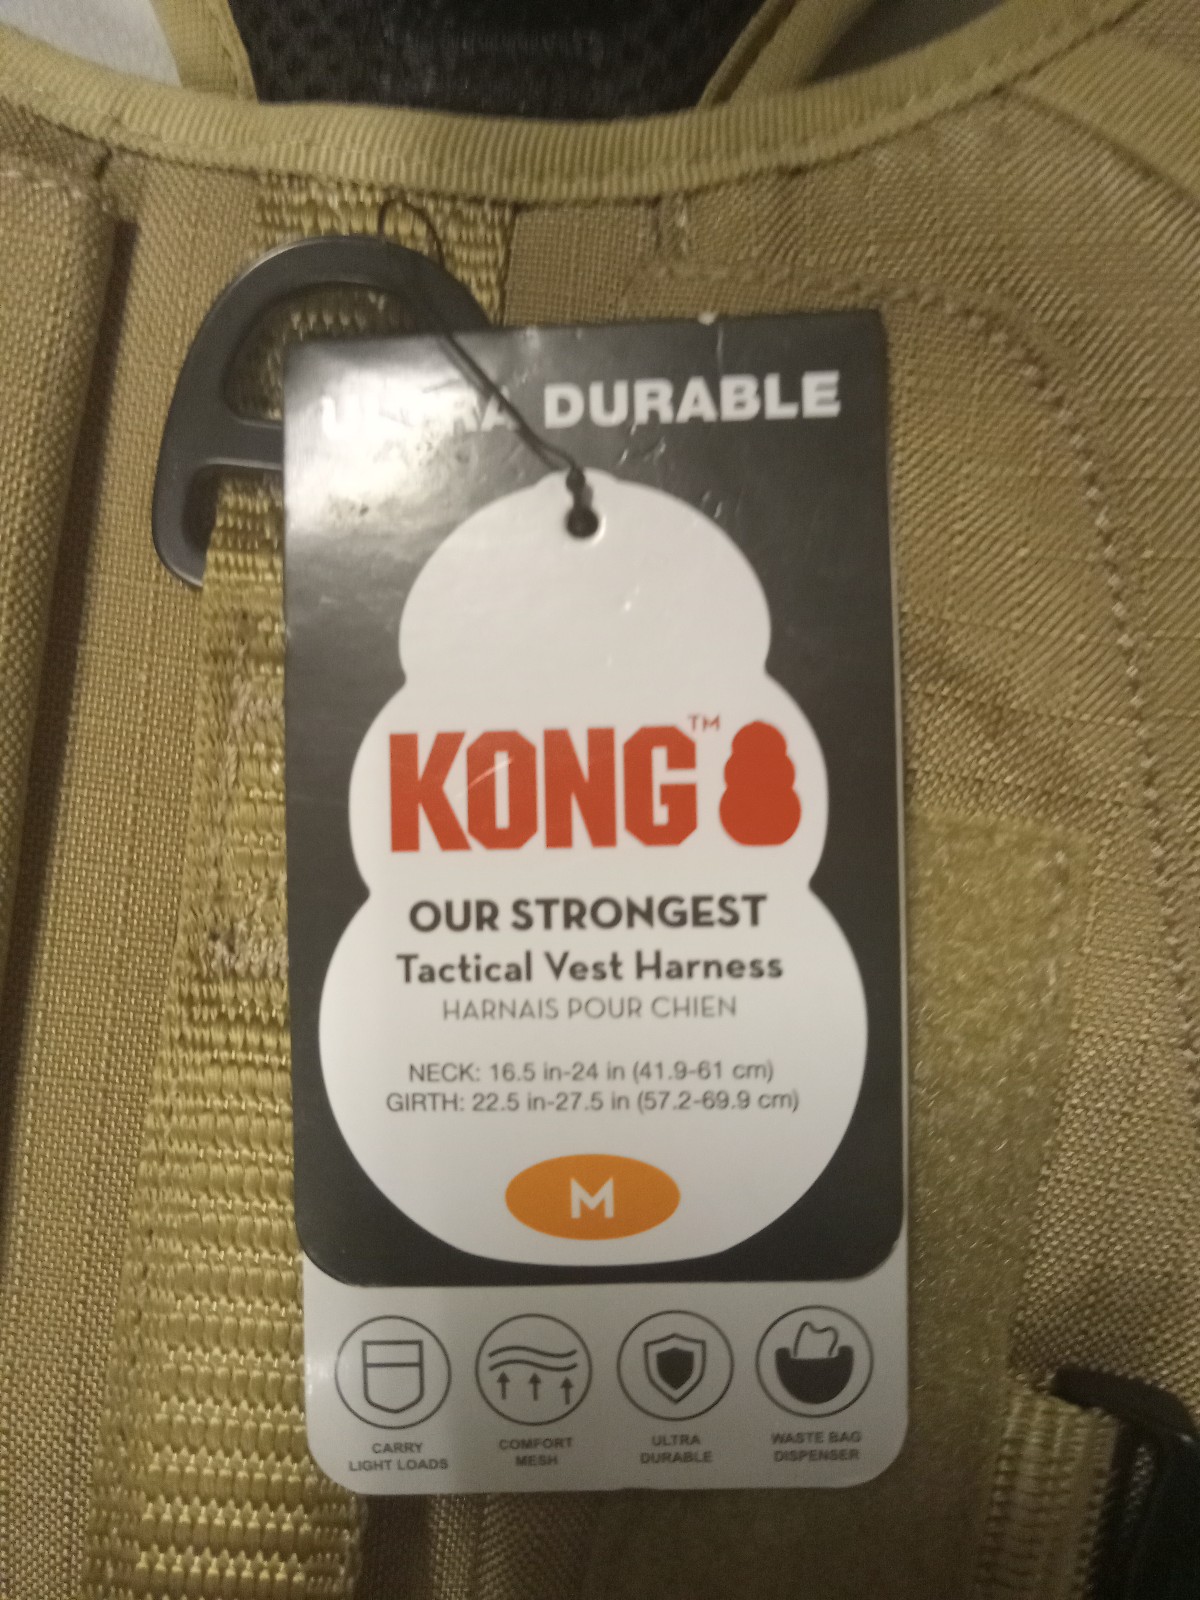 ULTRA DURABLE
KONG™
OUR STRONGEST
Tactical Vest Harness
HARNAIS POUR CHIEN
NECK: 16.5 in-24 in (41.9-61 cm)
GIRTH: 22.5 in-27.5 in (57.2-69.9 cm)
M
CARRY
LIGHT LOADS
COMFORT
MESH
ULTRA
DURABLE
WASTE BAG
DISPENSER